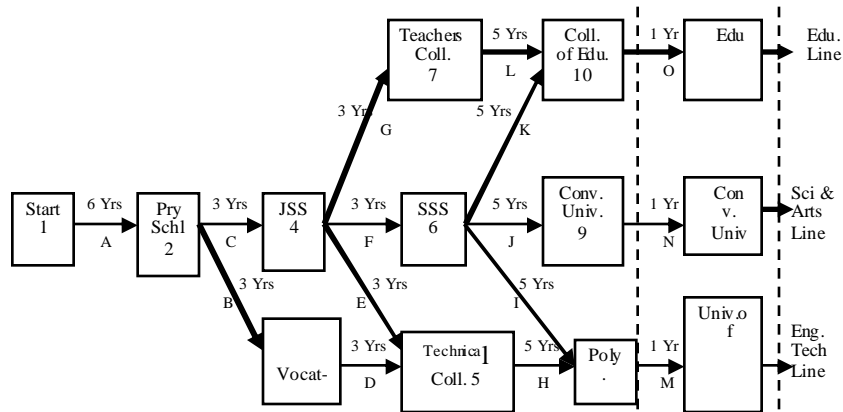 Teachers
Coll.
7
5 Yrs
L
Coll.
of Edu.
10
1 Yr
O
Edu
Edu.
Line
3 Yrs
G
5 Yrs
K
Start
1
6 Yrs
A
Pry
Schl
2
3 Yrs
C
JSS
4
3 Yrs
F
SSS
6
5 Yrs
J
Conv.
Univ.
9
1 Yr
N
Con
v.
Univ
Sci &
Arts
Line
B
3 Yrs
3 Yrs
E
5 Yrs
I
Vocat-
3 Yrs
D
Technical
Coll. 5
5 Yrs
H
Poly
.
1 Yr
M
Univ.o
f
Eng.
Tech
Line